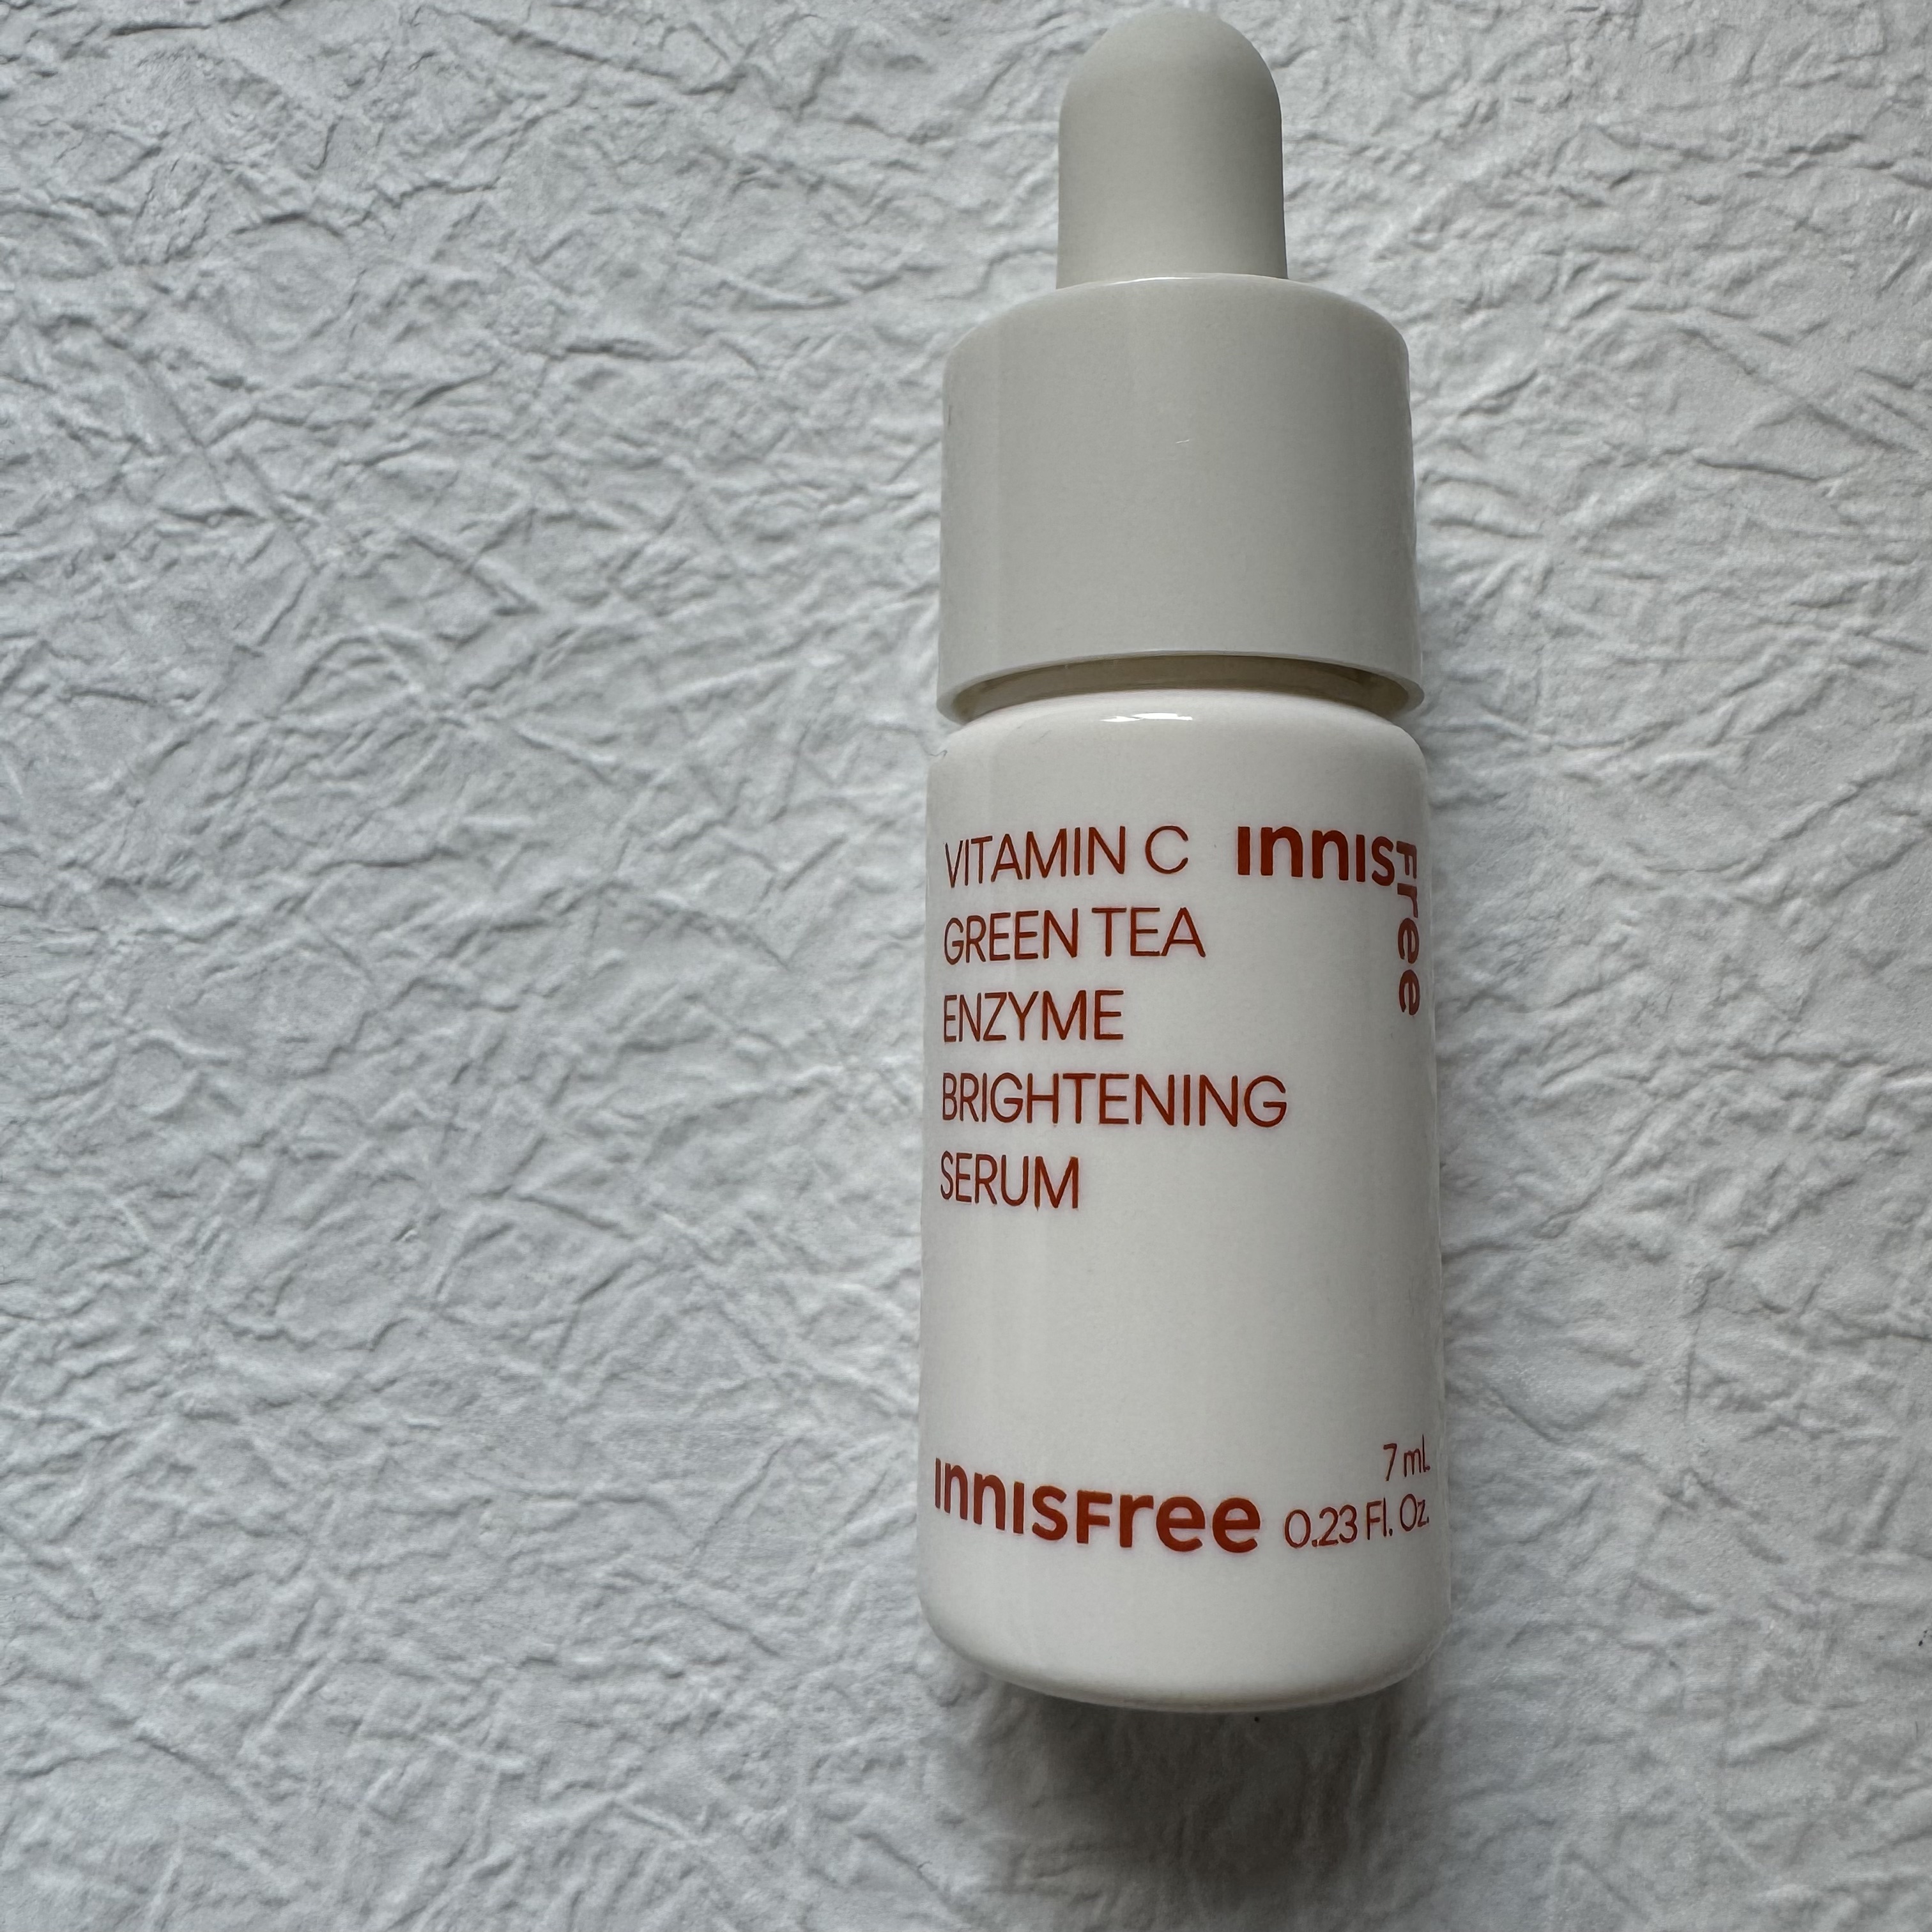 VITAMIN C
GREEN TEA
ENZYME
BRIGHTENING
SERUM
innisFree
innisFree
7 mL
0.23 Fl. Oz.